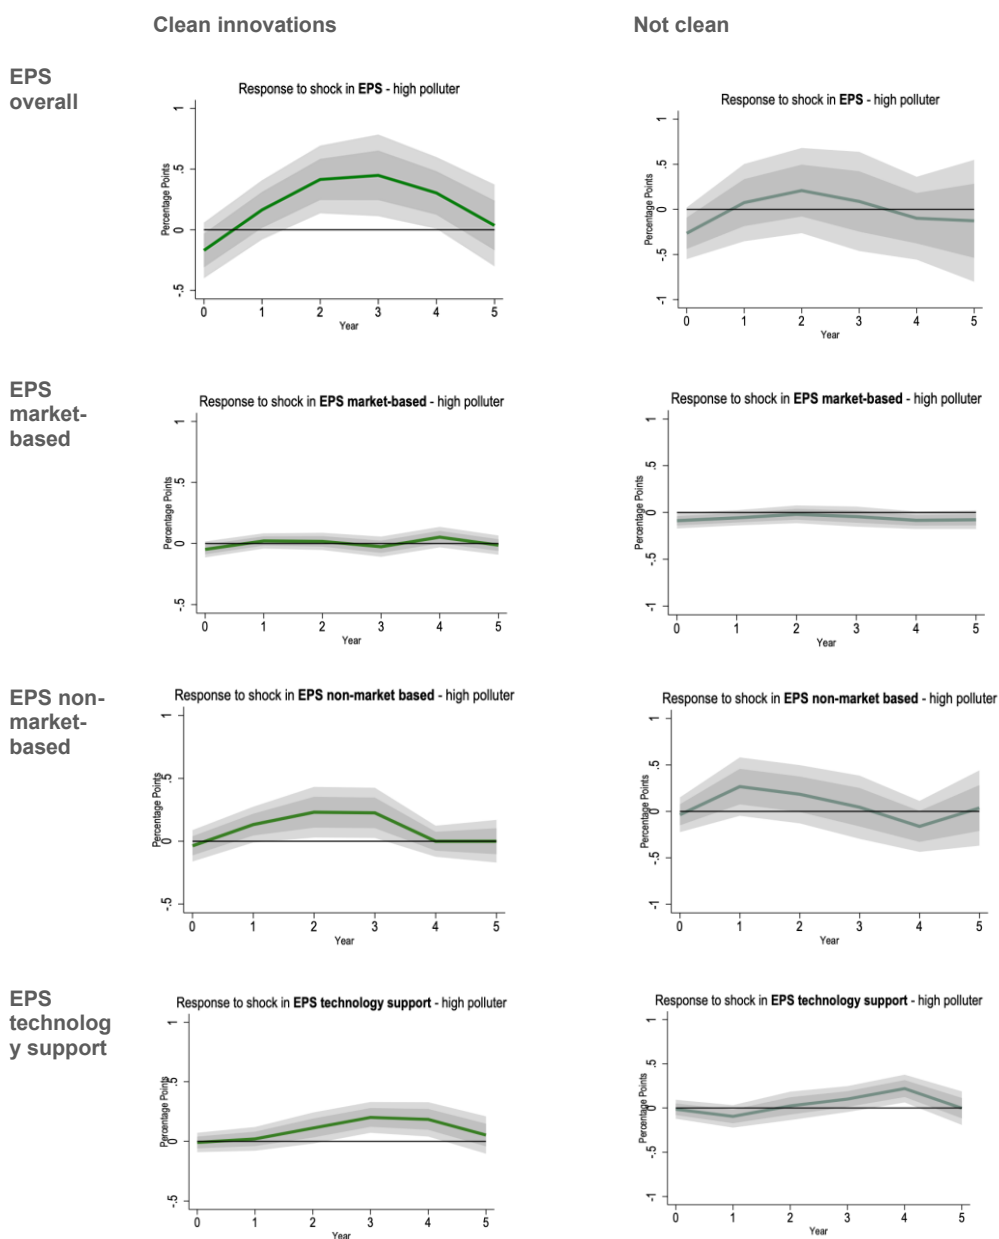 Clean innovations
Not clean
EPS
overall
Response to shock in EPS - high polluter
Percentage Points
1
.5
0
-.5
0 1 2 3 4 5
Year
Response to shock in EPS - high polluter
Percentage Points
1
.5
0
-.5
-1
0 1 2 3 4 5
Year
EPS
market-
based
Response to shock in EPS market-based - high polluter
Percentage Points
1
.5
0
-.5
0 1 2 3 4 5
Year
Response to shock in EPS market-based - high polluter
Percentage Points
1
.5
0
-.5
-1
0 1 2 3 4 5
Year
EPS non-
market-
based
Response to shock in EPS non-market based - high polluter
Percentage Points
1
.5
0
-.5
0 1 2 3 4 5
Year
Response to shock in EPS non-market based - high polluter
Percentage Points
1
.5
0
-.5
-1
0 1 2 3 4 5
Year
EPS
technolog
y support
Response to shock in EPS technology support - high polluter
Percentage Points
1
.5
0
-.5
0 1 2 3 4 5
Year
Response to shock in EPS technology support - high polluter
Percentage Points
1
.5
0
-.5
-1
0 1 2 3 4 5
Year